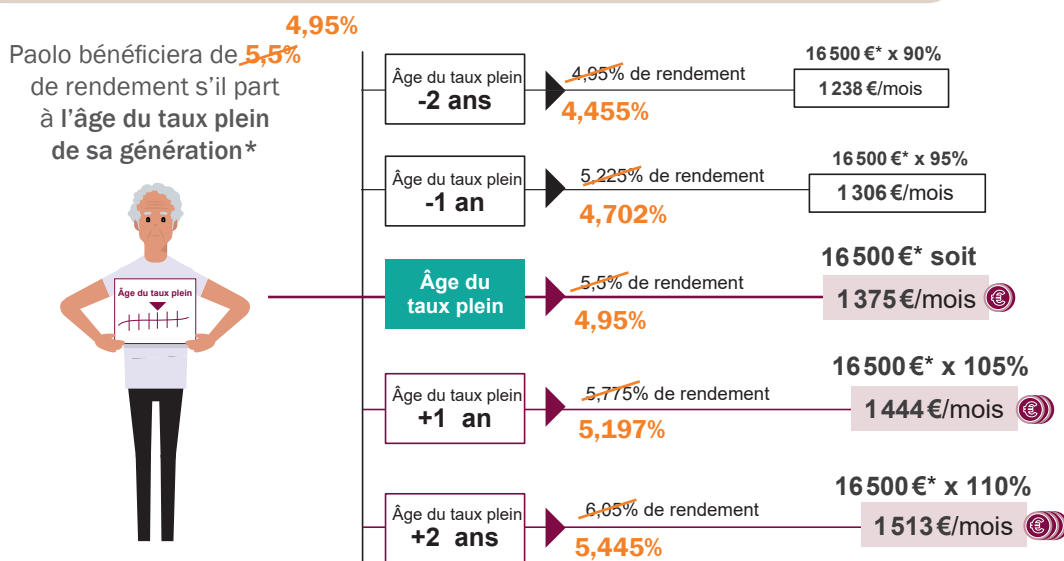 4,95%
Paolo bénéficiera de 5,5%
de rendement s'il part
à l'âge du taux plein
de sa génération*
Âge du taux plein
Âge du taux plein
-2 ans
4,95% de rendement
4,455%
16 500 €* x 90%
1 238 €/mois
Âge du taux plein
-1 an
5,225% de rendement
4,702%
16 500 €* x 95%
1 306 €/mois
Âge du
taux plein
5,5% de rendement
4,95%
16 500 €* soit
1 375 €/mois
€
Âge du taux plein
+1 an
5,775% de rendement
5,197%
16 500 €* x 105%
1 444 €/mois
€
Âge du taux plein
+2 ans
6,05% de rendement
5,445%
16 500 €* x 110%
1 513 €/mois
€